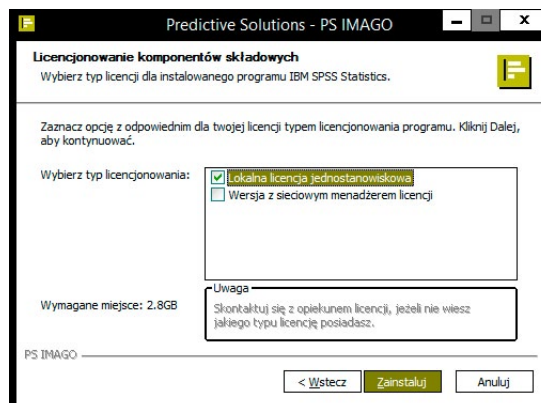 Predictive Solutions - PS IMAGO
Licencjonowanie komponentów składowych
Wybierz typ licencji dla instalowanego programu IBM SPSS Statistics.
Zaznacz opcję z odpowiednim dla twojej licencji typem licencjonowania programu. Kliknij Dalej,
aby kontynuować.
Wybierz typ licencjonowania:
Lokalna licencja jednostanowiskowa
Wersja z sieciowym menadżerem licencji
Wymagane miejsce: 2.8GB
Uwaga
Skontaktuj się z opiekunem licencji, jeżeli nie wiesz
jakiego typu licencję posiadasz.
PS IMAGO
< Wstecz
Zainstaluj
Anuluj